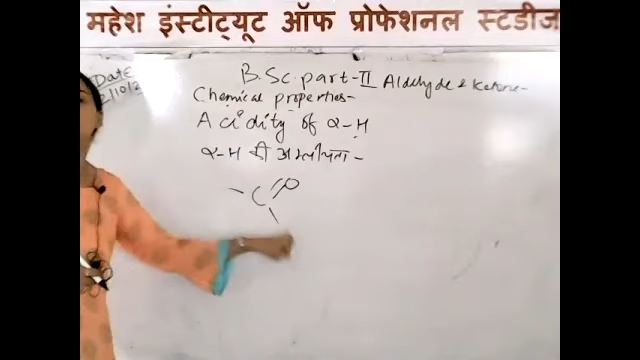 महेश इंस्टीट्यूट ऑफ प्रोफेशनल स्टडीज
Date
B.Sc. part-II Aldehyde & Ketone-
Chemical properties-
Acidity of α-H
α-H की अम्लीयता-
C=O